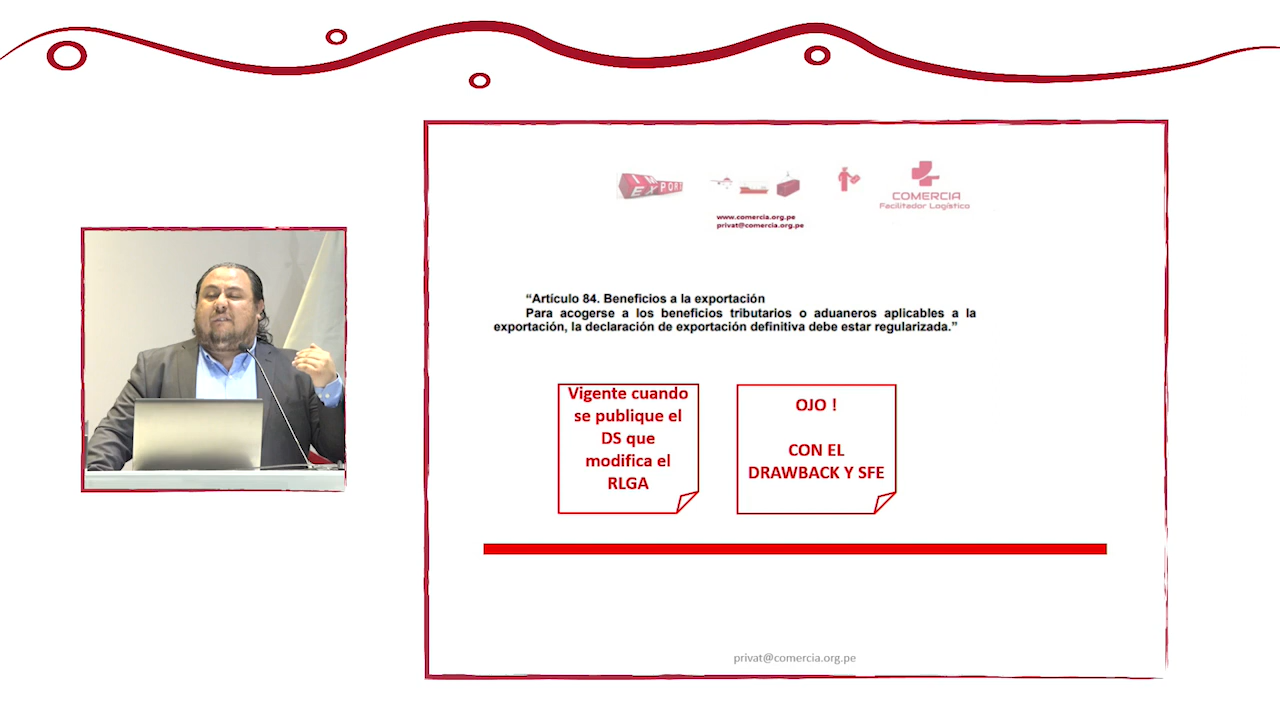 IM
EXPORT
COMERCIA
Facilitador Logístico
www.comercia.org.pe
privat@comercia.org.pe
“Artículo 84. Beneficios a la exportación
Para acogerse a los beneficios tributarios o aduaneros aplicables a la
exportación, la declaración de exportación definitiva debe estar regularizada.”
Vigente cuando
se publique el
DS que
modifica el
RLGA
OJO !
CON EL
DRAWBACK Y SFE
privat@comercia.org.pe